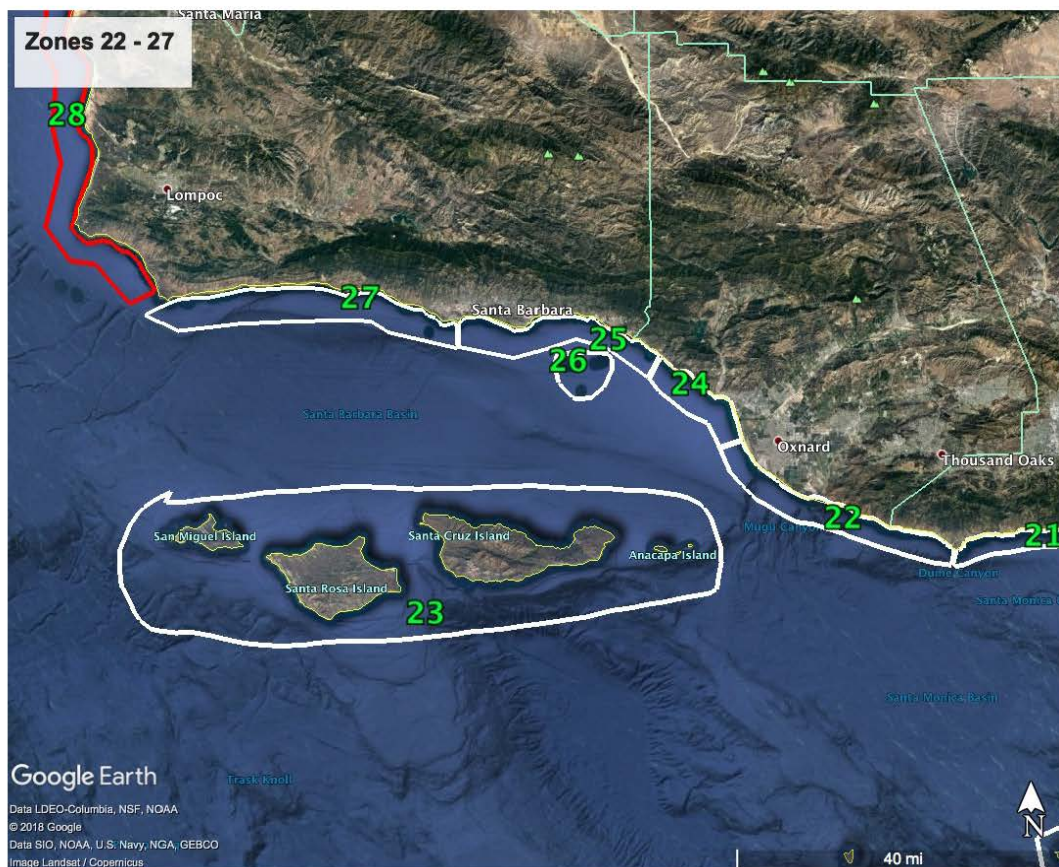 Santa Maria
Zones 22 - 27
28
Lompoc
27
Santa Barbara
25
26
24
Santa Barbara Basin
Oxnard
Thousand Oaks
Mugu Canyon
22
21
San Miguel Island
Santa Cruz Island
Anacapa Island
Santa Rosa Island
23
Dume Canyon
Santa Monica
Santa Monica Basin
Google Earth
Trask Knoll
Data LDEO-Columbia, NSF, NOAA
© 2018 Google
Data SIO, NOAA, U.S. Navy, NGA, GEBCO
Image Landsat / Copernicus
N
40 mi